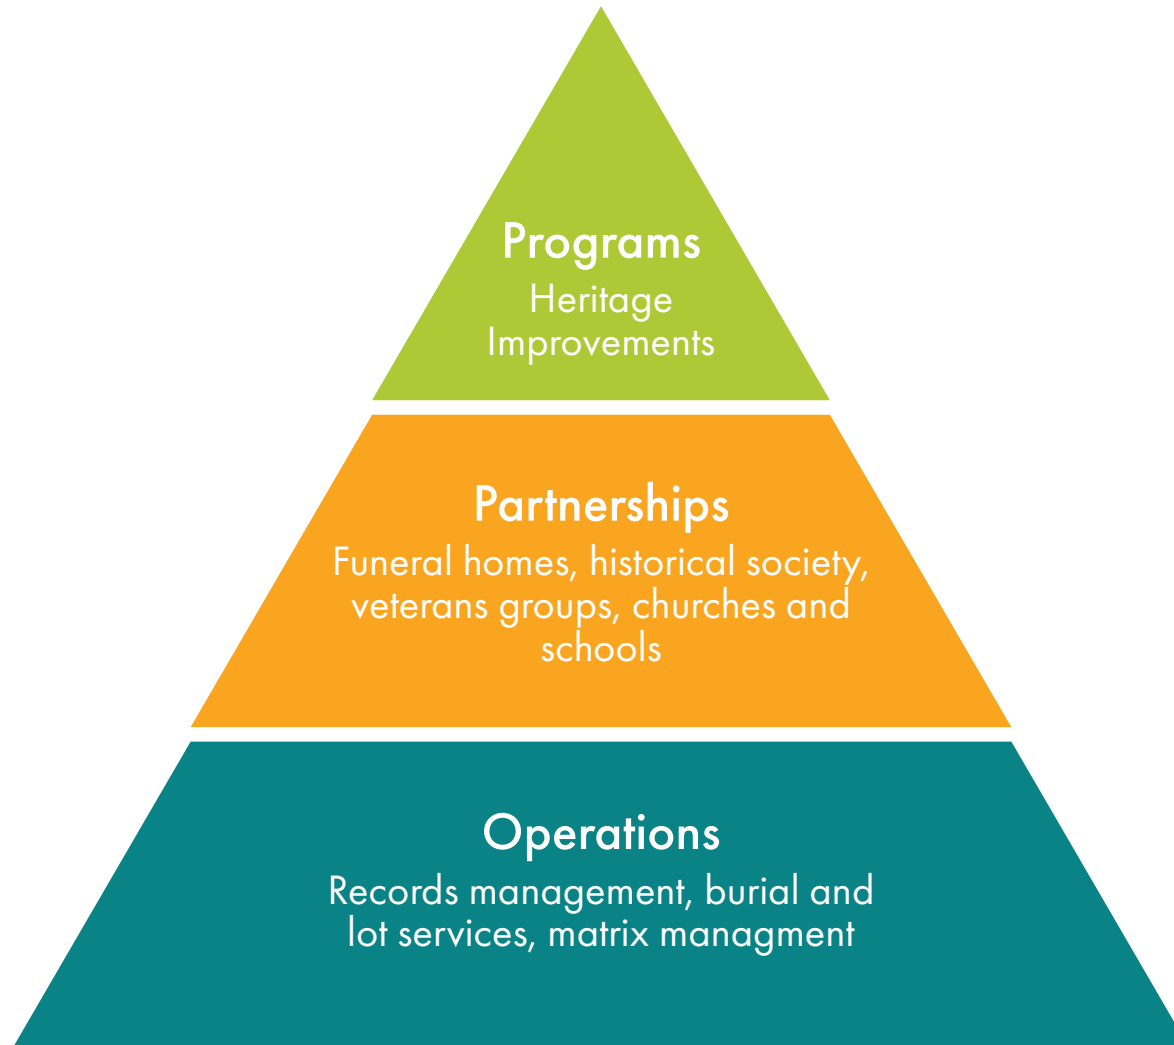 Programs
Heritage
Improvements
Partnerships
Funeral homes, historical society,
veterans groups, churches and
schools
Operations
Records management, burial and
lot services, matrix managment